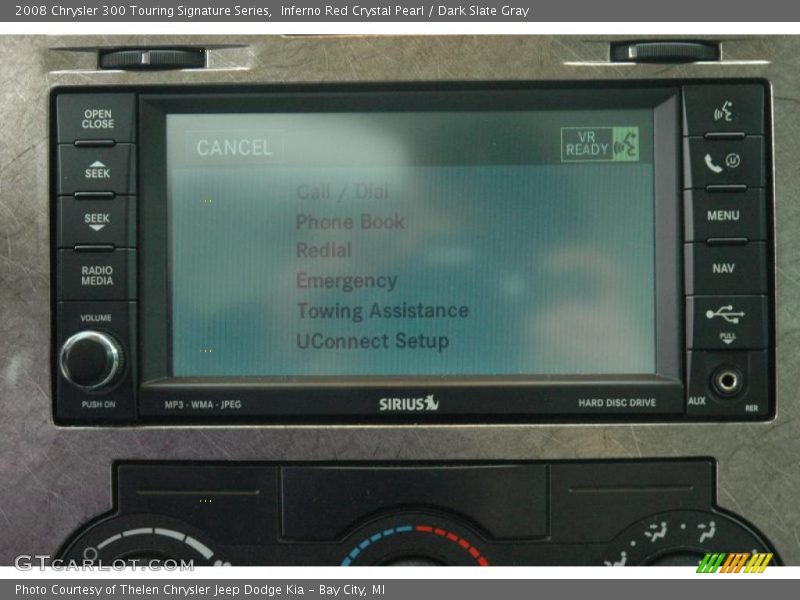 2008 Chrysler 300 Touring Signature Series, Inferno Red Crystal Pearl / Dark Slate Gray
OPEN
CLOSE
SEEK
SEEK
RADIO
MEDIA
VOLUME
PUSH ON
CANCEL
VR
READY
Call / Dial
Phone Book
Redial
Emergency
Towing Assistance
UConnect Setup
MP3 - WMA - JPEG
SIRIUS
HARD DISC DRIVE
U
MENU
NAV
PULL
AUX
RER
GTCARLOT.COM
Photo Courtesy of Thelen Chrysler Jeep Dodge Kia - Bay City, MI